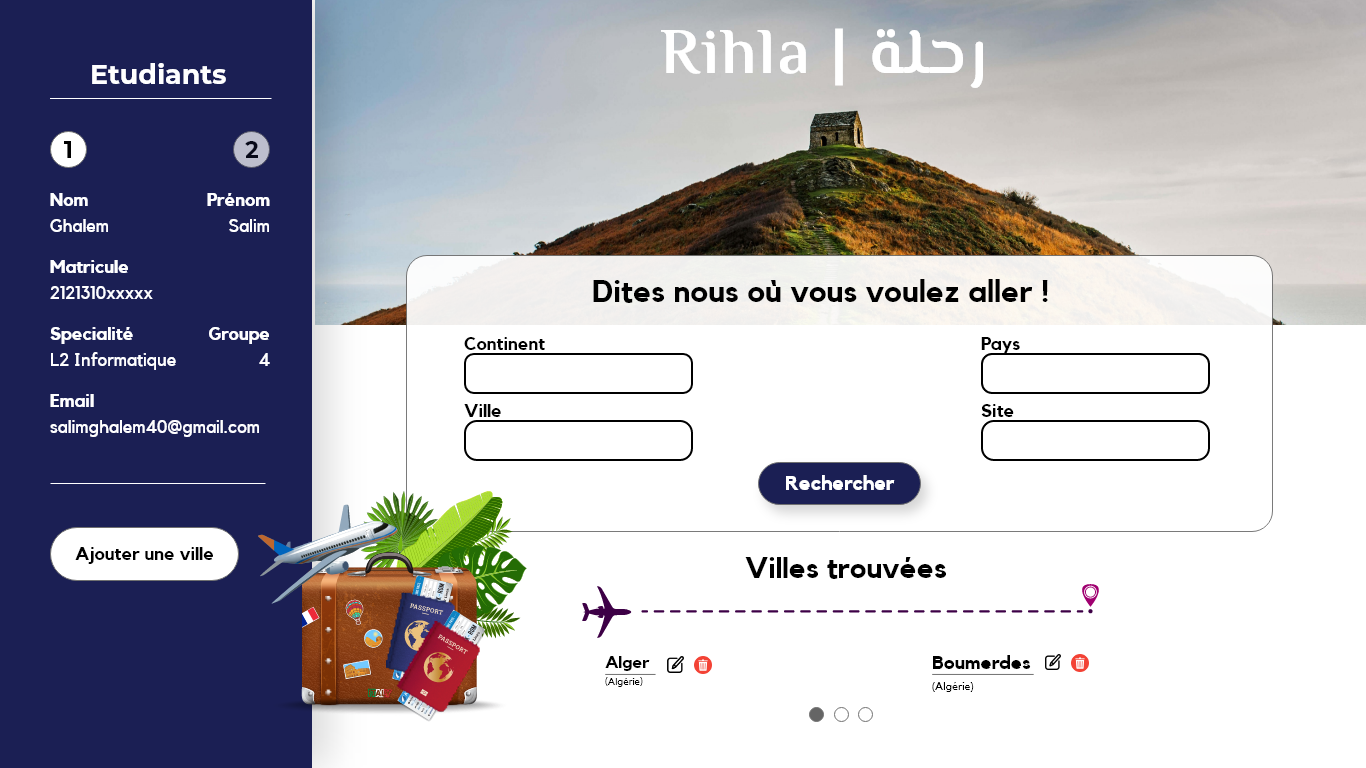 Etudiants
1 2
Nom Prénom
Ghalem Salim
Matricule
2121310xxxxx
Specialité Groupe
L2 Informatique 4
Email
salimghalem40@gmail.com
Ajouter une ville
Rihla | رحلة
Dites nous où vous voulez aller !
Continent Pays
Ville Site
Rechercher
PASSPORT
PASSPORT
Villes trouvées
Alger Boumerdes
(Algérie) (Algérie)